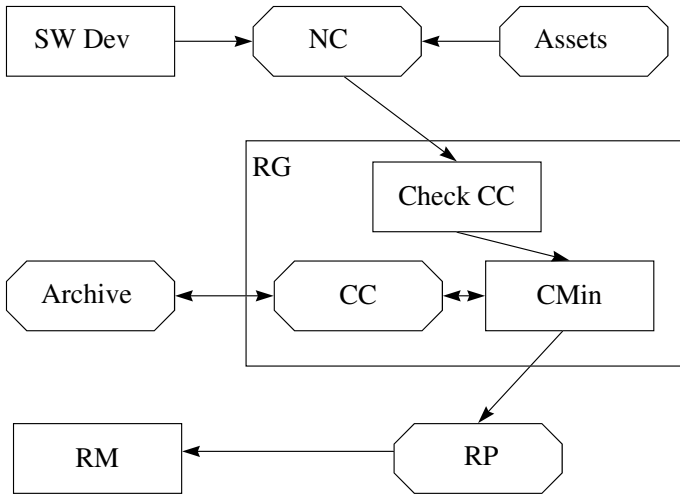 SW Dev
NC
Assets
RG
Check CC
Archive
CC
CMin
RM
RP